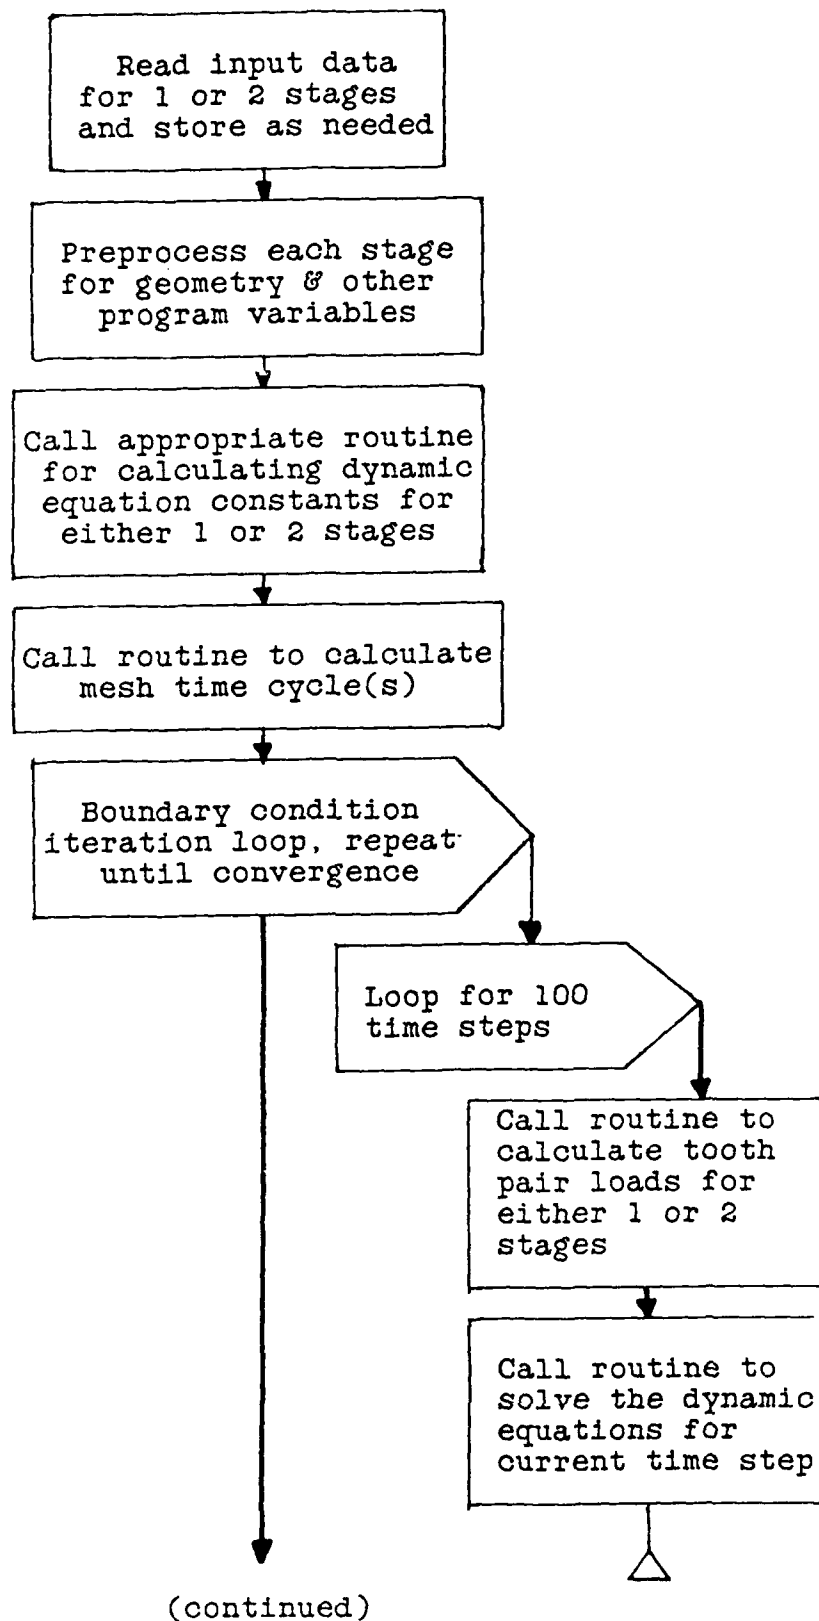 Read input data
for 1 or 2 stages
and store as needed
Preprocess each stage
for geometry & other
program variables
Call appropriate routine
for calculating dynamic
equation constants for
either 1 or 2 stages
Call routine to calculate
mesh time cycle(s)
Boundary condition
iteration loop, repeat
until convergence
Loop for 100
time steps
Call routine to
calculate tooth
pair loads for
either 1 or 2
stages
Call routine to
solve the dynamic
equations for
current time step
(continued)